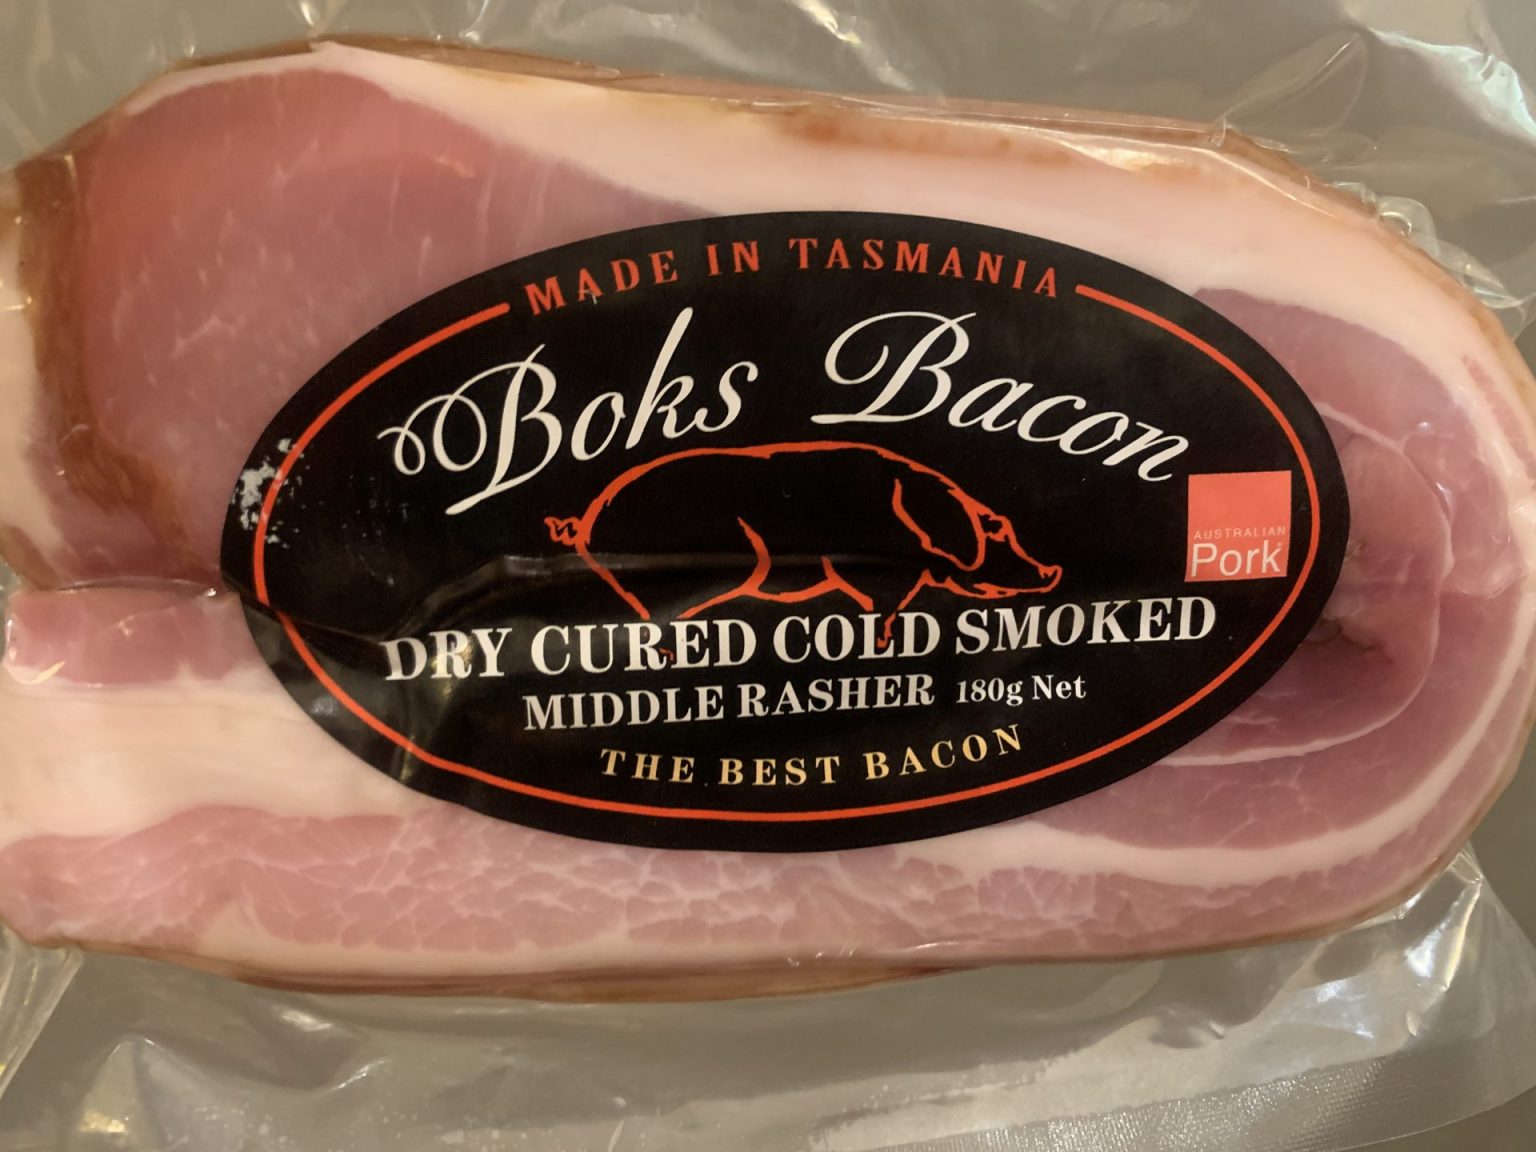 MADE IN TASMANIA
Boks Bacon
AUSTRALIAN
Pork
DRY CURED COLD SMOKED
MIDDLE RASHER 180g Net
THE BEST BACON